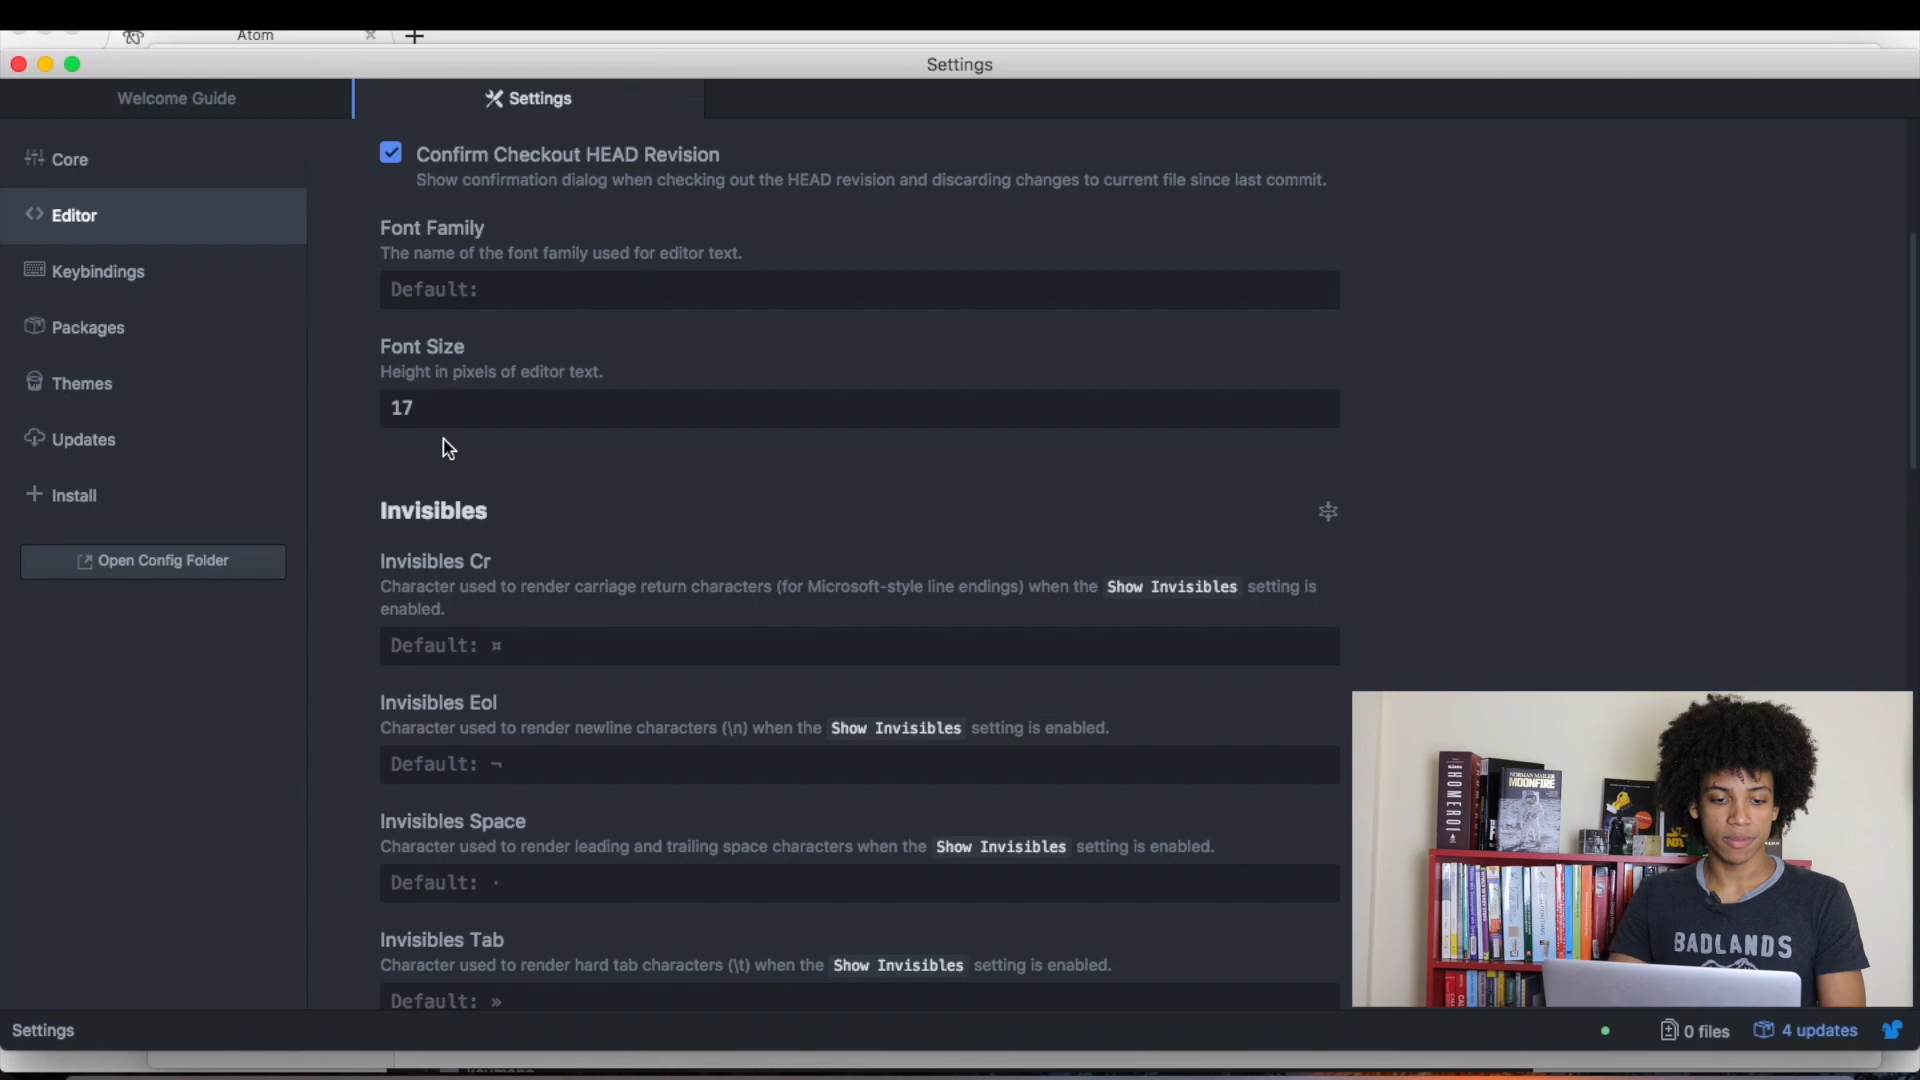 Atom
Settings
Welcome Guide
Settings
Core
Editor
Keybindings
Packages
Themes
Updates
Install
Open Config Folder
Confirm Checkout HEAD Revision
Show confirmation dialog when checking out the HEAD revision and discarding changes to current file since last commit.
Font Family
The name of the font family used for editor text.
Default:
Font Size
Height in pixels of editor text.
17
Invisibles
Invisibles Cr
Character used to render carriage return characters (for Microsoft-style line endings) when the Show Invisibles setting is
enabled.
Default: ¤
Invisibles Eol
Character used to render newline characters (\n) when the Show Invisibles setting is enabled.
Default: ¬
Invisibles Space
Character used to render leading and trailing space characters when the Show Invisibles setting is enabled.
Default: ·
Invisibles Tab
Character used to render hard tab characters (\t) when the Show Invisibles setting is enabled.
Default: »
HOMEROI
NORMAN MAILER
MOONFIRE
BADLANDS
Settings
0 files
4 updates